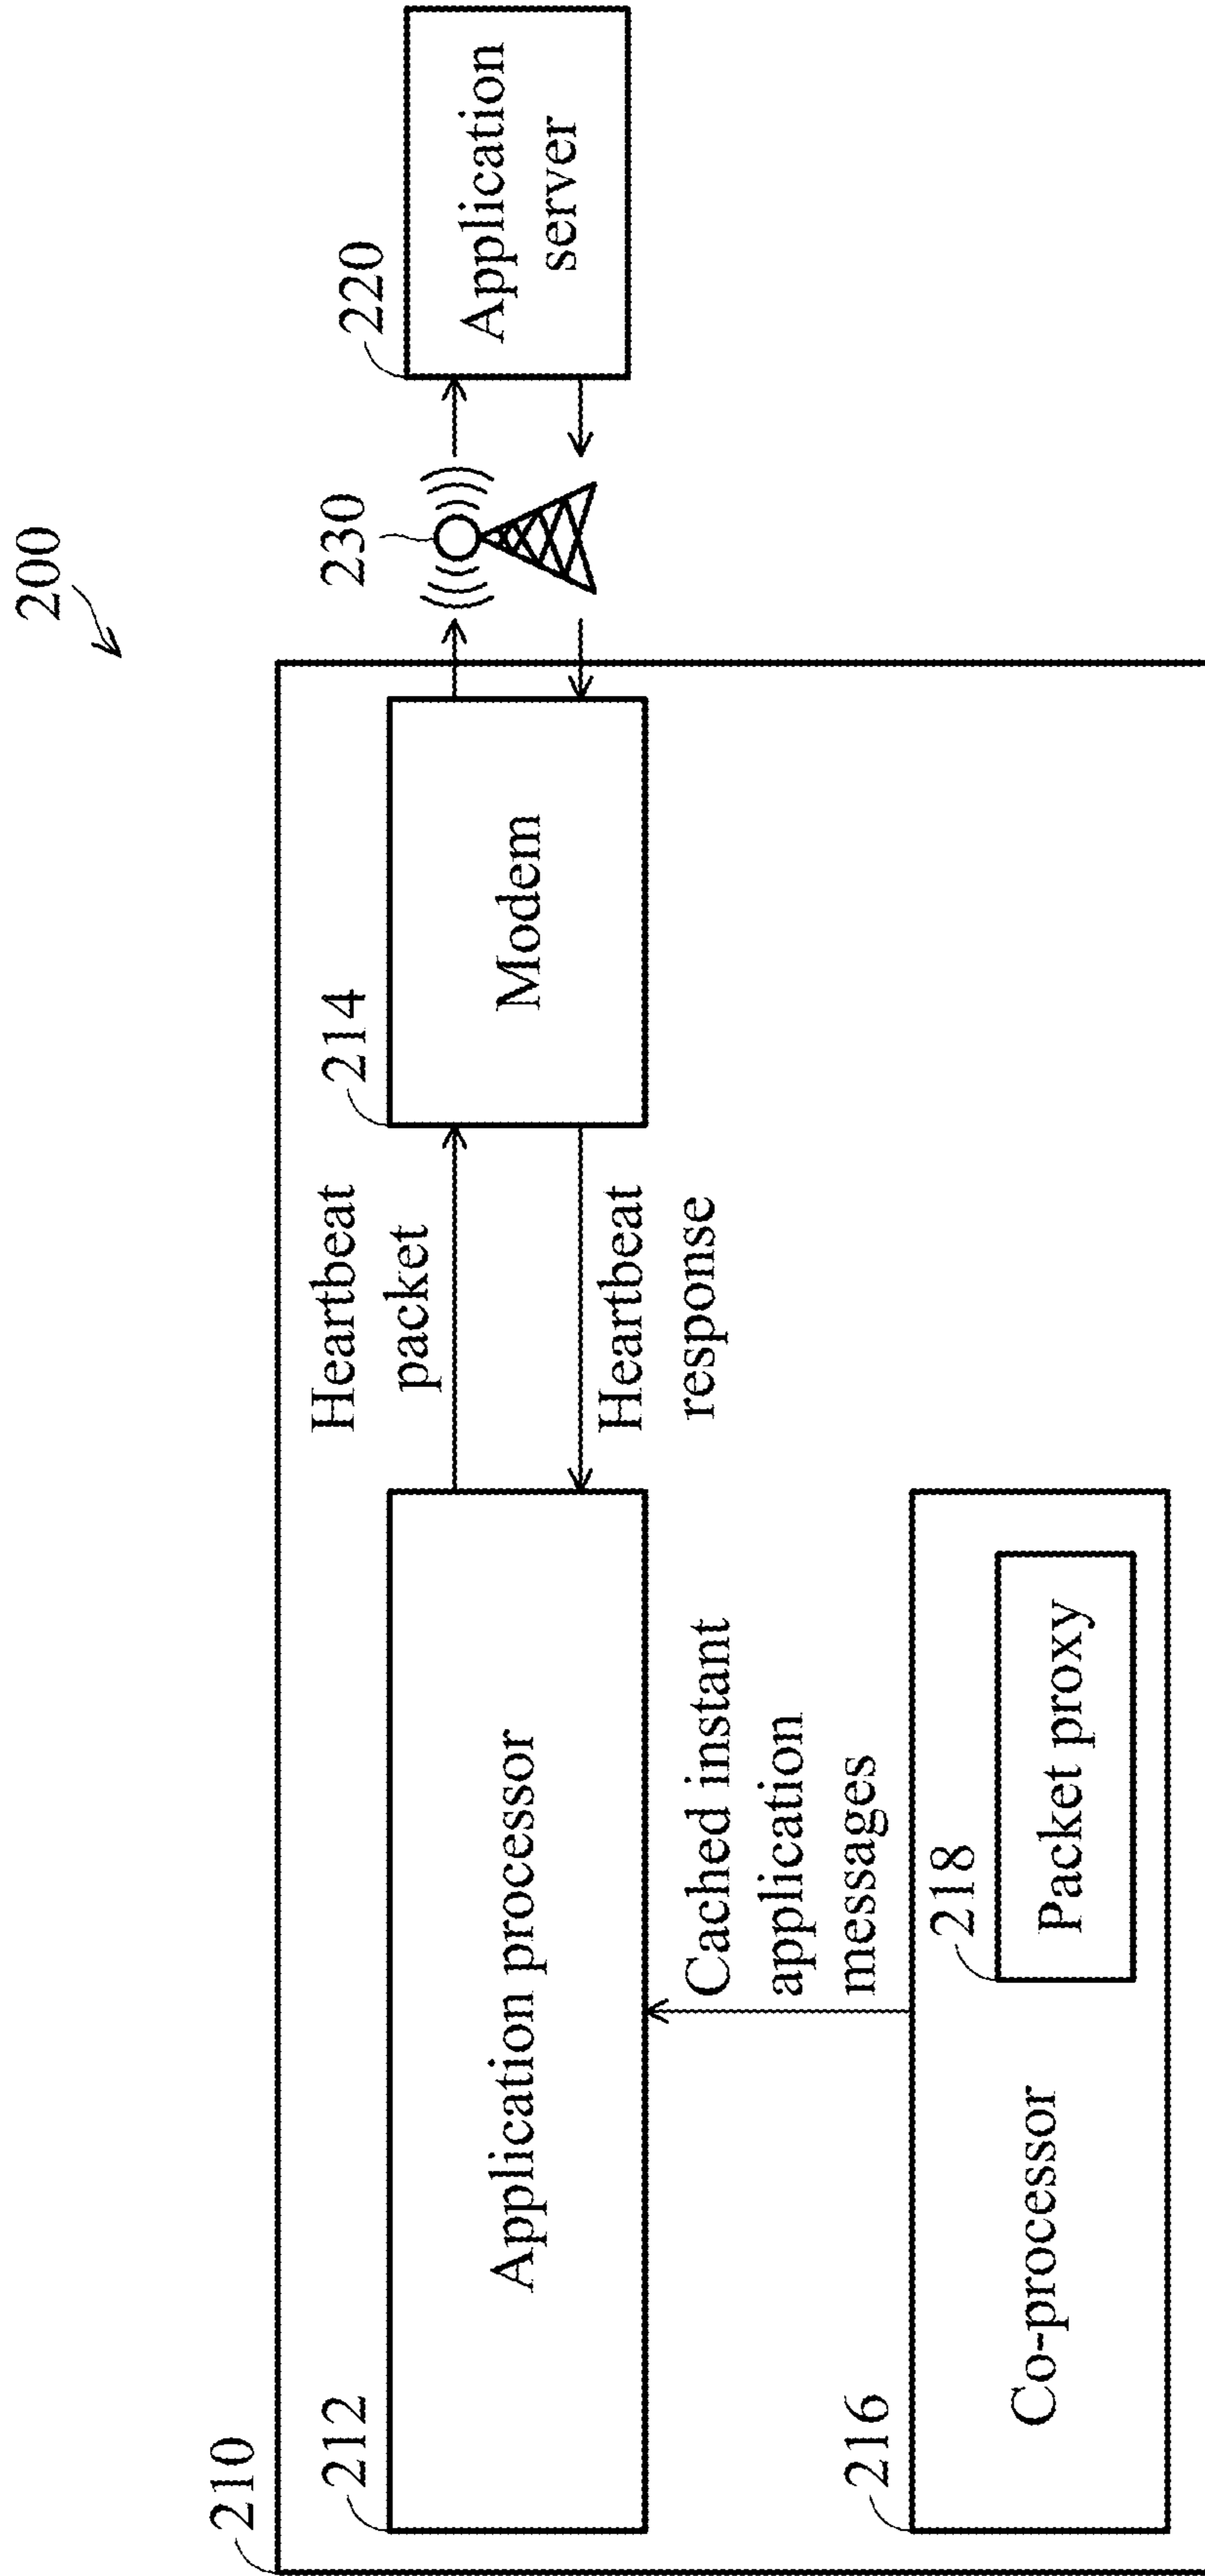 200
210
212
Application processor
Heartbeat
packet
Heartbeat
response
214
Modem
230
220
Application
server
Cached instant
application
messages
216
Co-processor
218
Packet proxy